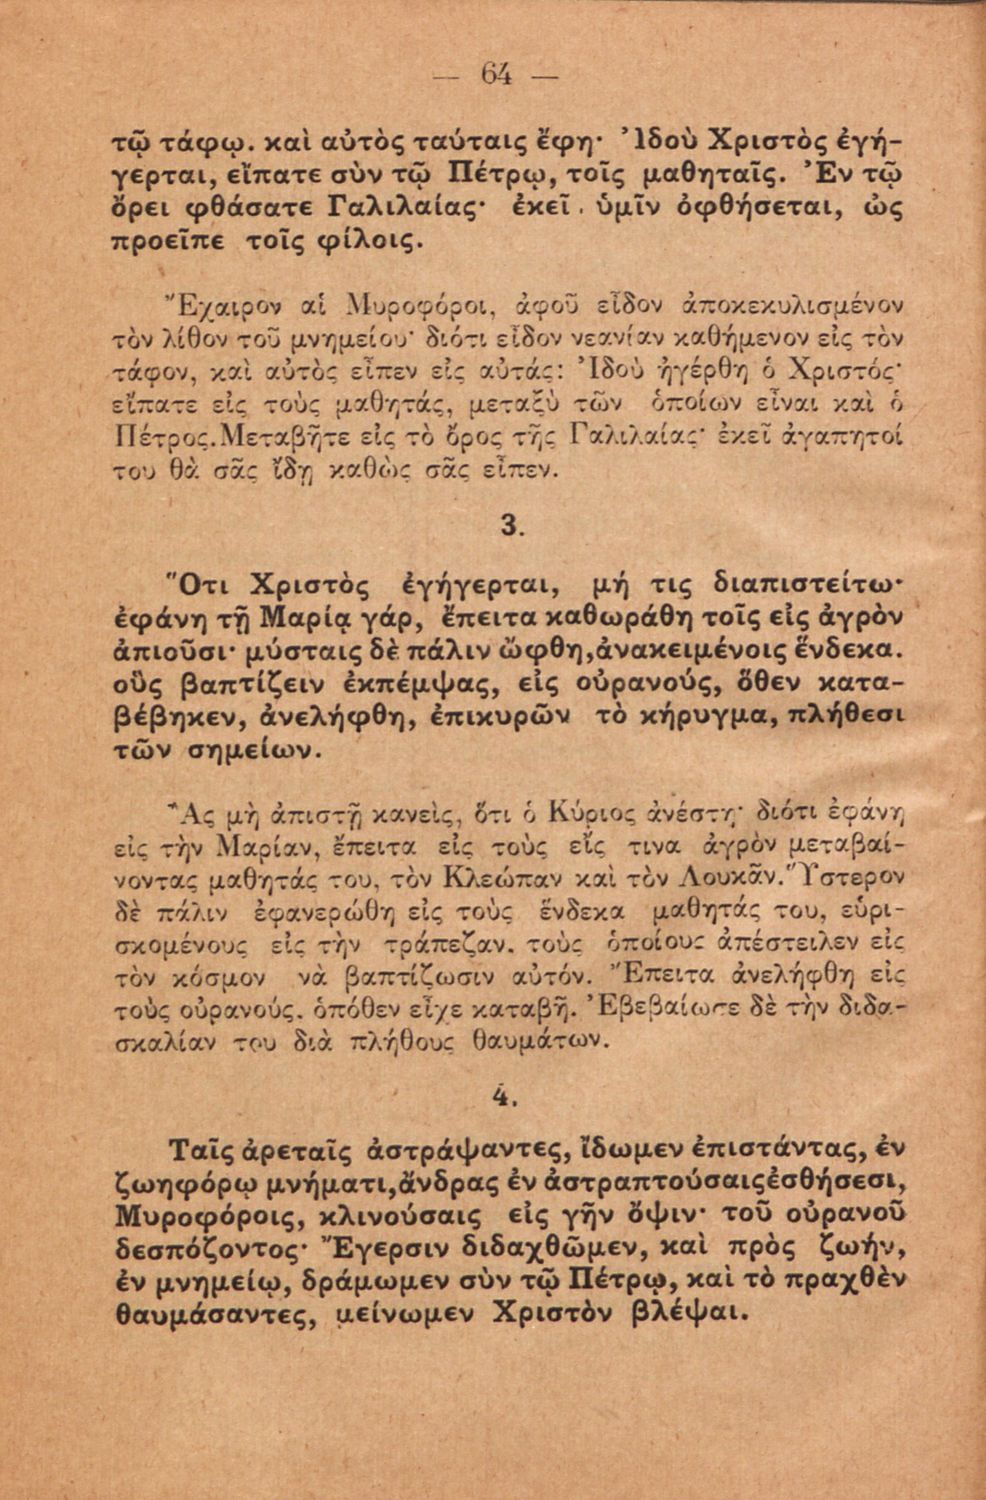 — 64 —
τῷ τάφῳ. καὶ αὐτὸς ταύταις ἔφη· Ἰδοὺ Χριστὸς ἐγή-
γερται, εἴπατε σὺν τῷ Πέτρῳ, τοῖς μαθηταῖς. Ἐν τῷ
ὄρει φθάσατε Γαλιλαίας· ἐκεῖ. ὑμῖν ὀφθήσεται, ὡς
προεῖπε τοῖς φίλοις.
Ἔχαιρον αἱ Μυροφόροι, ἀφοῦ εἶδον ἀποκεκυλισμένον
τὸν λίθον τοῦ μνημείου· διότι εἶδον νεανίαν καθήμενον εἰς τὸν
τάφον, καὶ αὐτὸς εἶπεν εἰς αὐτάς: Ἰδοὺ ἠγέρθη ὁ Χριστός·
εἴπατε εἰς τοὺς μαθητάς, μεταξὺ τῶν ὁποίων εἶναι καὶ ὁ
Πέτρος.Μεταβῆτε εἰς τὸ ὄρος τῆς Γαλιλαίας· ἐκεῖ ἀγαπητοί
του θὰ σᾶς ἴδῃ καθὼς σᾶς εἶπεν.
3.
Ὅτι Χριστὸς ἐγήγερται, μή τις διαπιστείτω·
ἐφάνη τῇ Μαρίᾳ γάρ, ἔπειτα καθωράθη τοῖς εἰς ἀγρὸν
ἀπιοῦσι· μύσταις δὲ πάλιν ὤφθη,ἀνακειμένοις ἕνδεκα.
οὓς βαπτίζειν ἐκπέμψας, εἰς οὐρανούς, ὅθεν κατα-
βέβηκεν, ἀνελήφθη, ἐπικυρῶν τὸ κήρυγμα, πλήθεσι
τῶν σημείων.
Ἂς μὴ ἀπιστῇ κανεὶς, ὅτι ὁ Κύριος ἀνέστη· διότι ἐφάνη
εἰς τὴν Μαρίαν, ἔπειτα εἰς τοὺς εἴς τινα ἀγρὸν μεταβαί-
νοντας μαθητάς του, τὸν Κλεώπαν καὶ τὸν Λουκᾶν.Ὕστερον
δὲ πάλιν ἐφανερώθη εἰς τοὺς ἕνδεκα μαθητάς του, εὑρι-
σκομένους εἰς τὴν τράπεζαν. τοὺς ὁποίους ἀπέστειλεν εἰς
τὸν κόσμον νὰ βαπτίζωσιν αὐτόν. Ἔπειτα ἀνελήφθη εἰς
τοὺς οὐρανούς. ὁπόθεν εἶχε καταβῆ. Ἐβεβαίωσε δὲ τὴν διδα-
σκαλίαν του διὰ πλήθους θαυμάτων.
4.
Ταῖς ἀρεταῖς ἀστράψαντες, ἴδωμεν ἐπιστάντας, ἐν
ζωηφόρῳ μνήματι,ἄνδρας ἐν ἀστραπτούσαιςἐσθήσεσι,
Μυροφόροις, κλινούσαις εἰς γῆν ὄψιν· τοῦ οὐρανοῦ
δεσπόζοντος· Ἔγερσιν διδαχθῶμεν, καὶ πρὸς ζωήν,
ἐν μνημείῳ, δράμωμεν σὺν τῷ Πέτρῳ, καὶ τὸ πραχθὲν
θαυμάσαντες, μείνωμεν Χριστὸν βλέψαι.